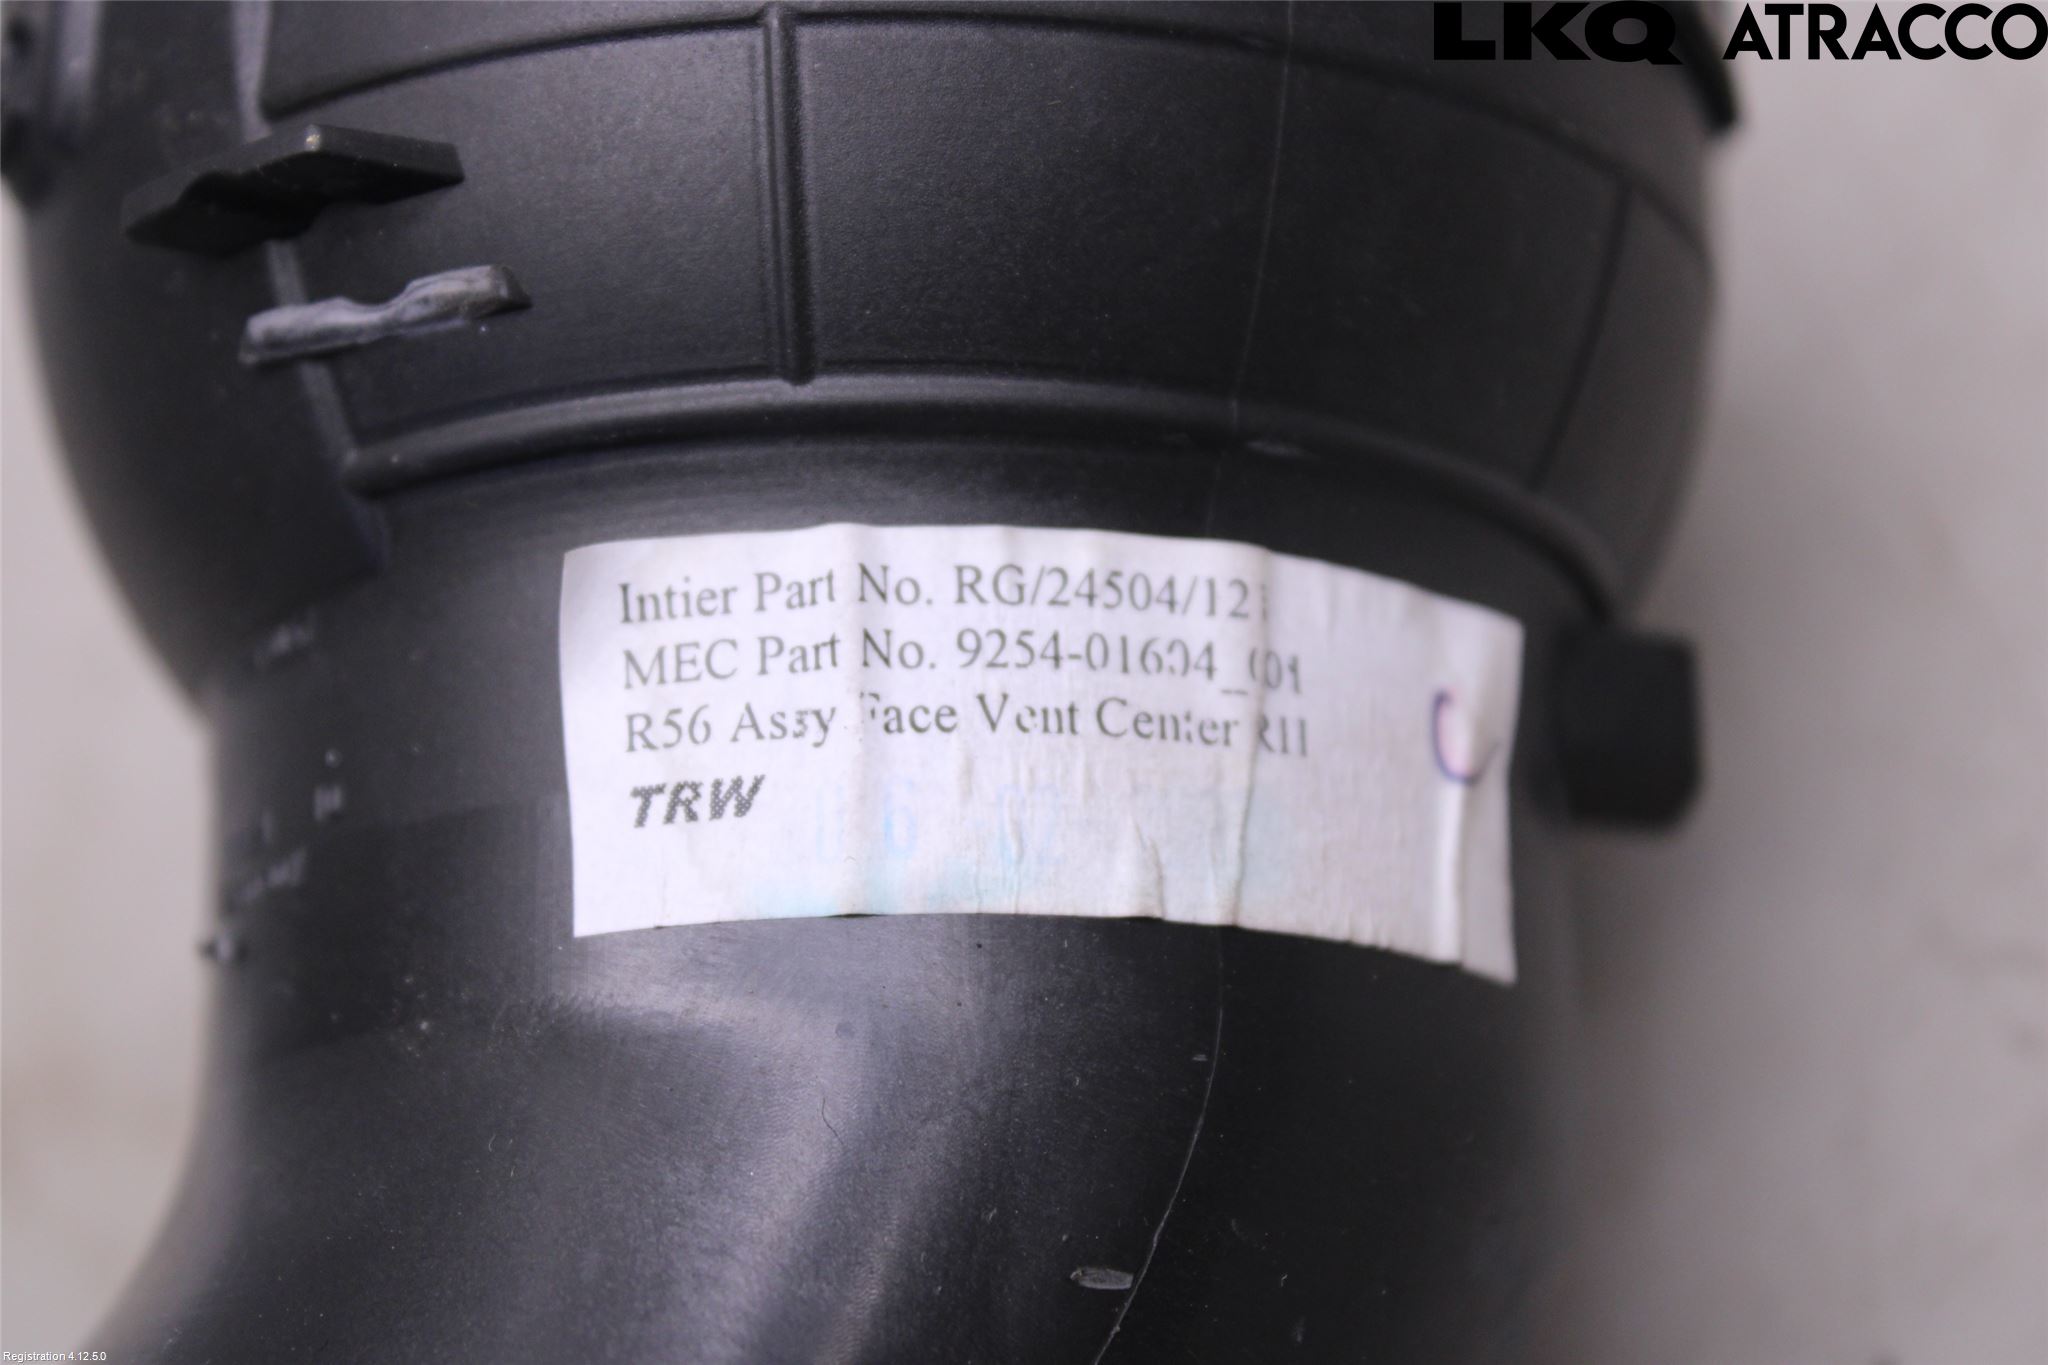 LKQ ATRACCO
Intier Part No. RG/24504/12
MEC Part No. 9254-01604_001
R56 Assy Face Vent Center
TRW
C
Registration 4.12.5.0